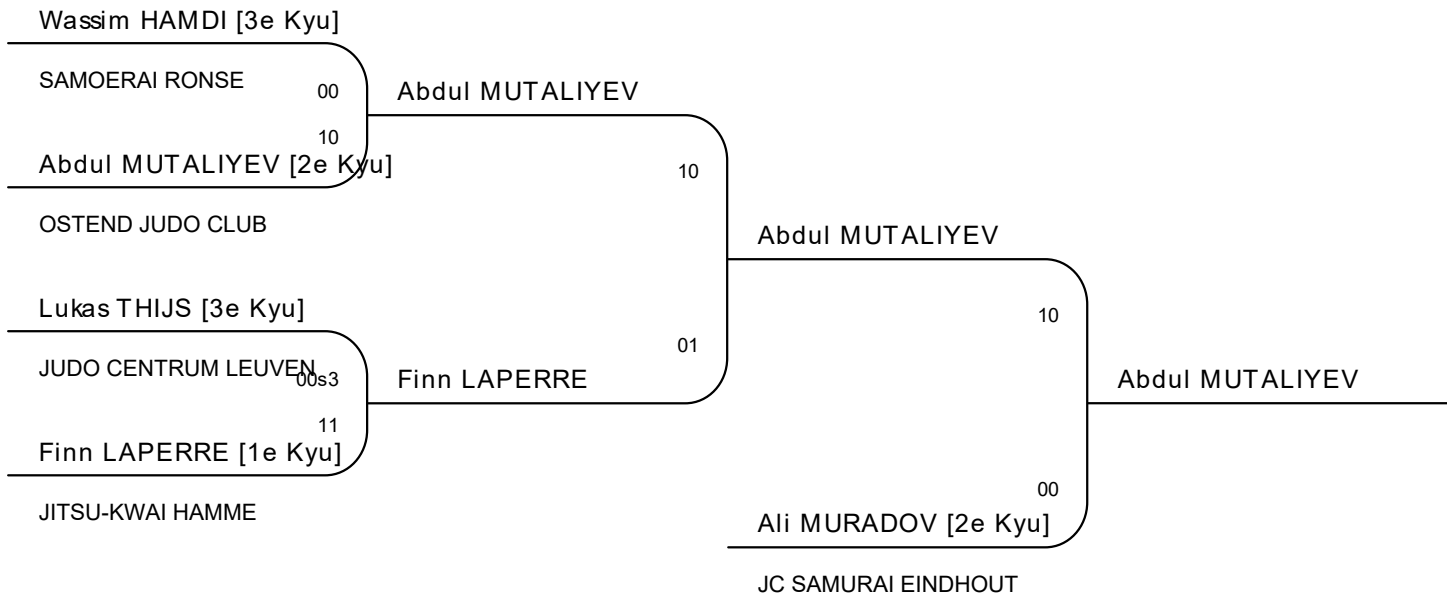 Wassim HAMDI [3e Kyu]
SAMOERAI RONSE
00
Abdul MUTALIYEV
10
Abdul MUTALIYEV [2e Kyu]
10
OSTEND JUDO CLUB
Abdul MUTALIYEV
Lukas THIJS [3e Kyu]
10
01
JUDO CENTRUM LEUVEN
00s3
Finn LAPERRE
Abdul MUTALIYEV
11
Finn LAPERRE [1e Kyu]
00
JITSU-KWAI HAMME
Ali MURADOV [2e Kyu]
JC SAMURAI EINDHOUT